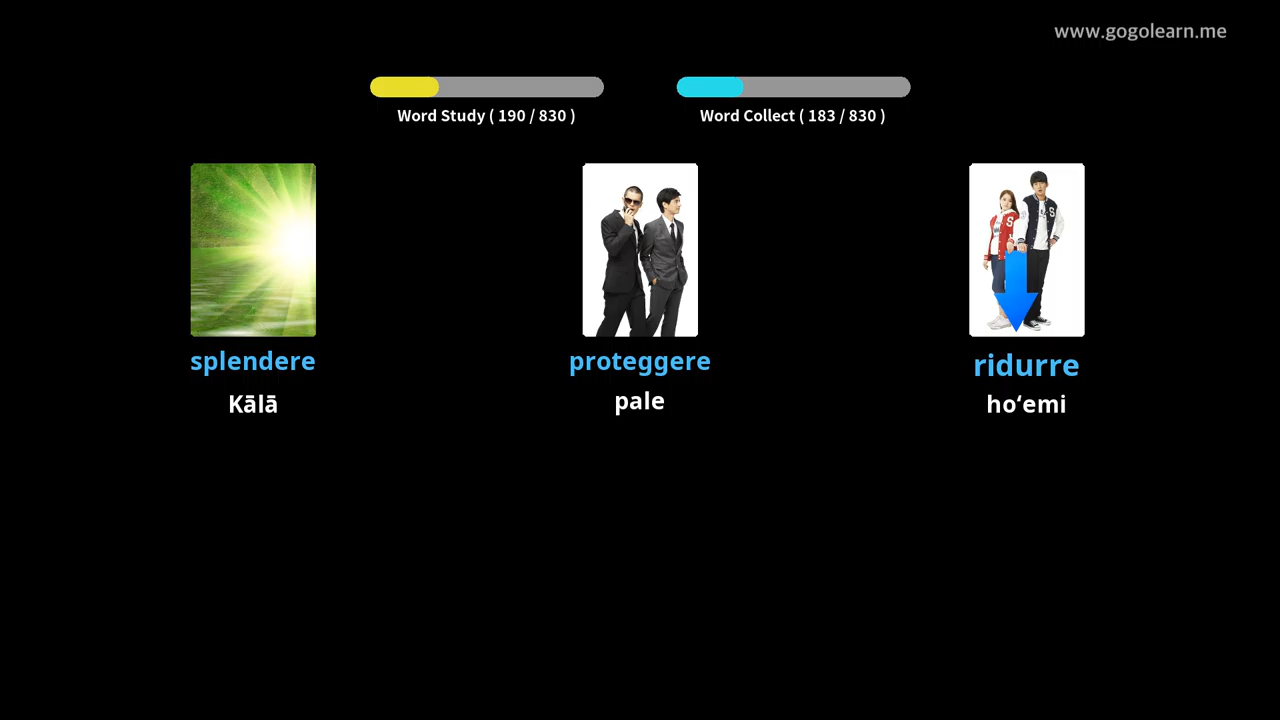 www.gogolearn.me
Word Study ( 190 / 830 )
Word Collect ( 183 / 830 )
splendere
proteggere
ridurre
Kālā
pale
hoʻemi